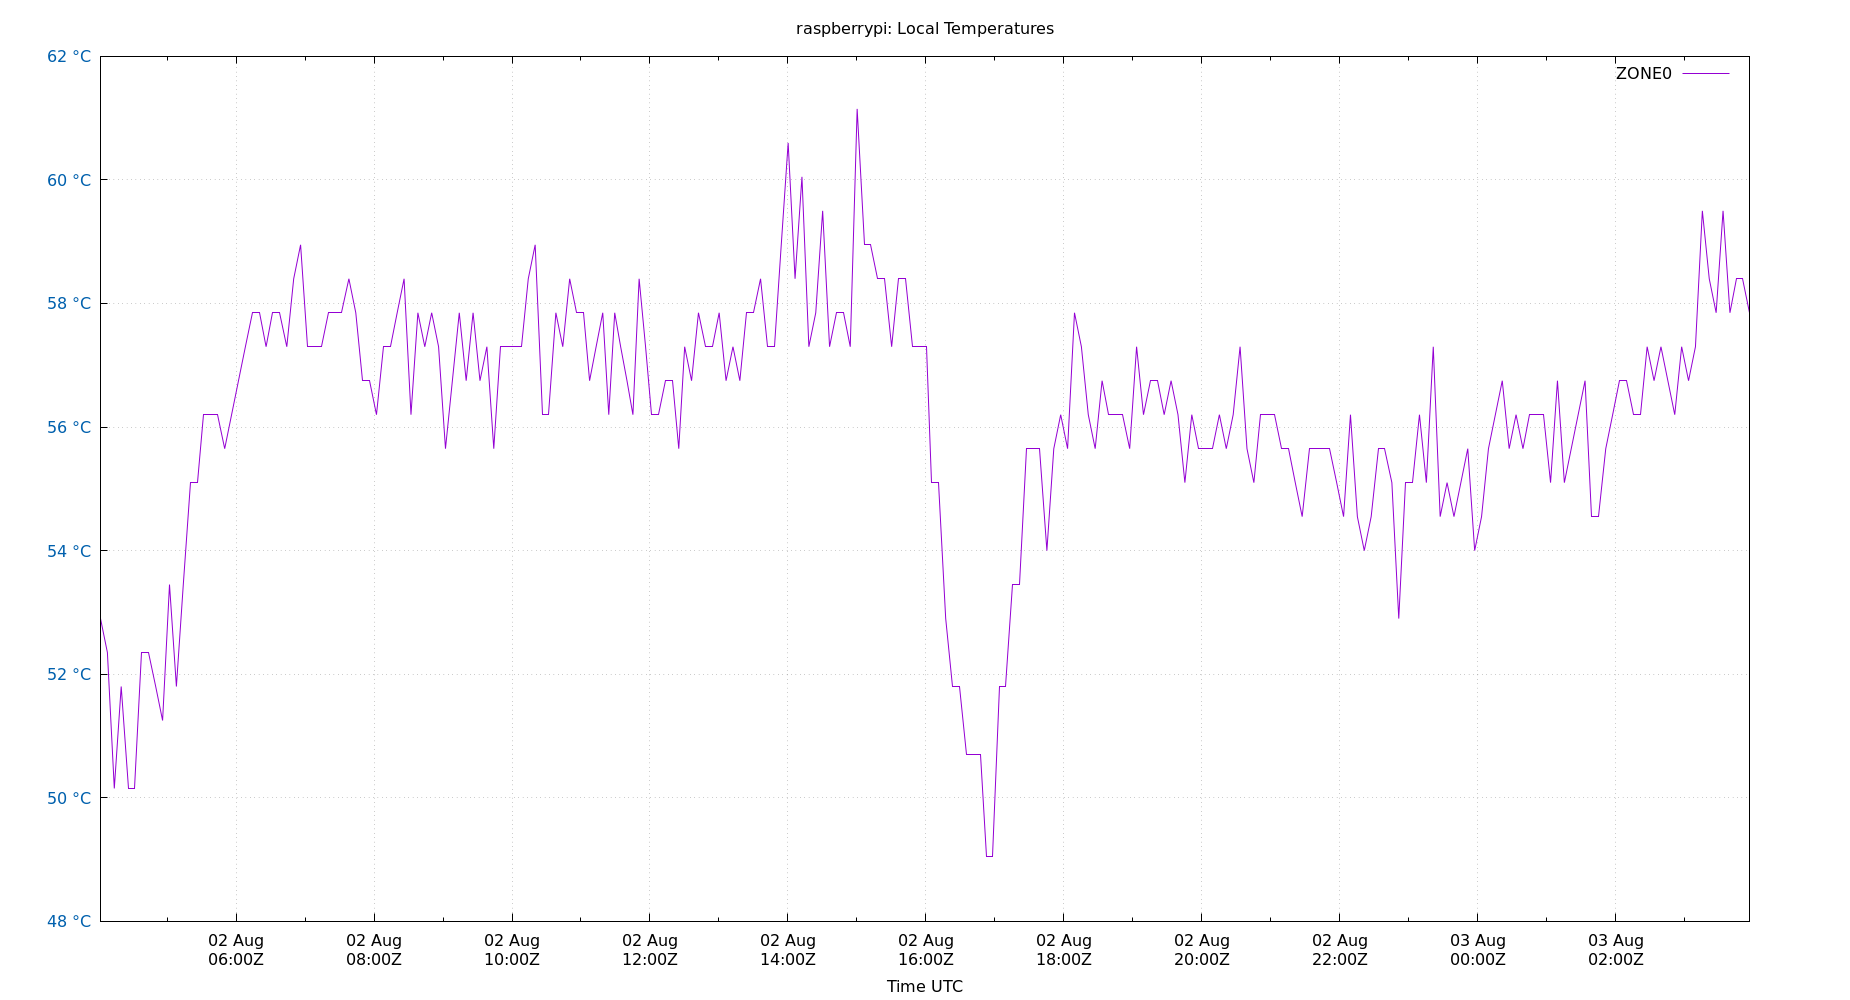 raspberrypi: Local Temperatures
62 °C
ZONE0
60 °C
58 °C
56 °C
54 °C
52 °C
50 °C
48 °C
02 Aug 02 Aug 02 Aug 02 Aug 02 Aug 02 Aug 02 Aug 02 Aug 02 Aug 03 Aug 03 Aug
06:00Z 08:00Z 10:00Z 12:00Z 14:00Z 16:00Z 18:00Z 20:00Z 22:00Z 00:00Z 02:00Z
Time UTC